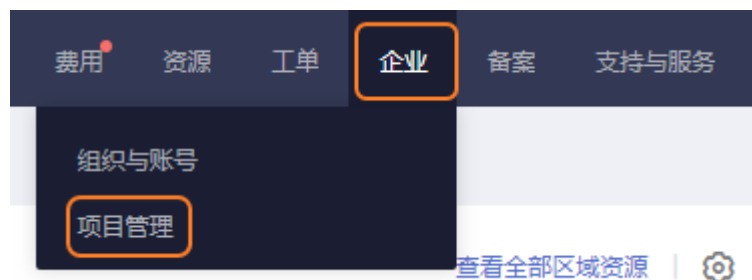 费用 资源 工单 企业 备案 支持与服务
组织与账号
项目管理
查看全部区域资源